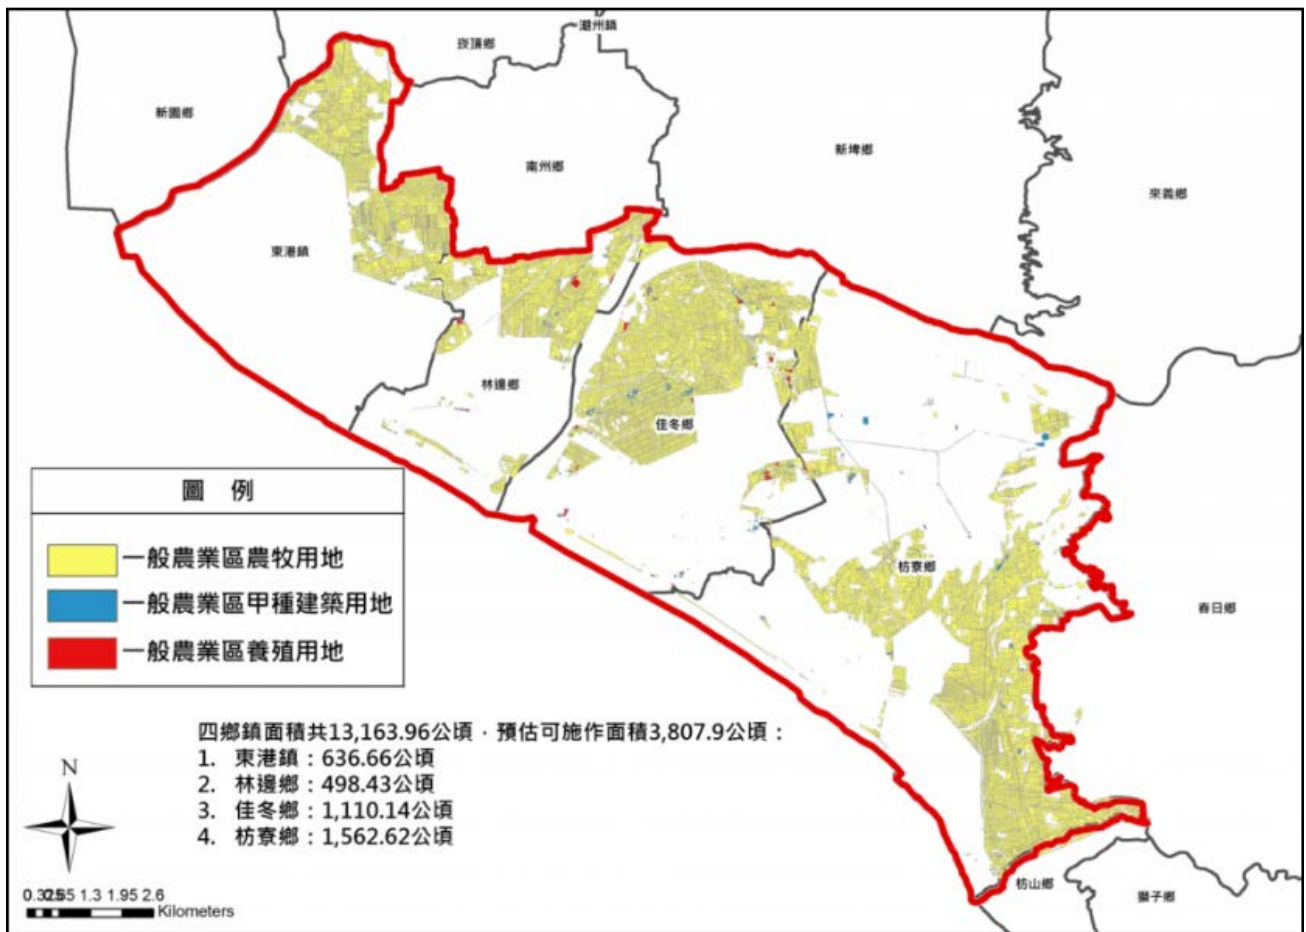 潮州鎮
崁頂鄉
新園鄉
南州鄉
新埤鄉
來義鄉
東港鎮
林邊鄉
佳冬鄉
枋寮鄉
春日鄉
枋山鄉
獅子鄉
圖 例
一般農業區農牧用地
一般農業區甲種建築用地
一般農業區養殖用地
四鄉鎮面積共13,163.96公頃，預估可施作面積3,807.9公頃：
1. 東港鎮：636.66公頃
2. 林邊鄉：498.43公頃
3. 佳冬鄉：1,110.14公頃
4. 枋寮鄉：1,562.62公頃
N
1.3 1.95 2.6
Kilometers